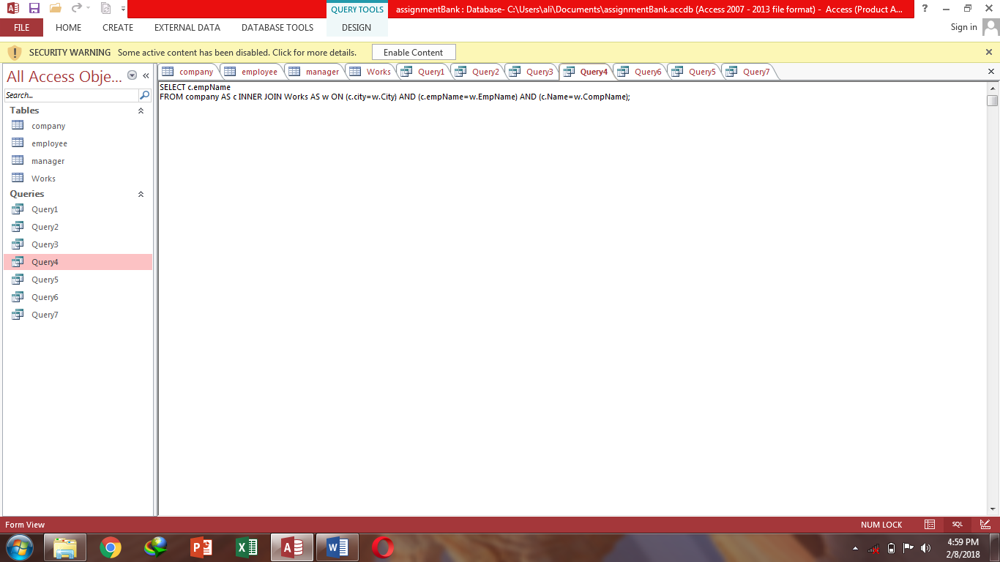 QUERY TOOLS
assignmentBank : Database- C:\Users\ali\Documents\assignmentBank.accdb (Access 2007 - 2013 file format) - Access (Product A...
?
FILE HOME CREATE EXTERNAL DATA DATABASE TOOLS DESIGN
Sign in
SECURITY WARNING Some active content has been disabled. Click for more details. Enable Content
All Access Obje...
company employee manager Works Query1 Query2 Query3 Query4 Query6 Query5 Query7
Search...
Tables
company
employee
manager
Works
Queries
Query1
Query2
Query3
Query4
Query5
Query6
Query7
SELECT c.empName
FROM company AS c INNER JOIN Works AS w ON (c.city=w.City) AND (c.empName=w.EmpName) AND (c.Name=w.CompName);
Form View
NUM LOCK
SQL
4:59 PM
2/8/2018